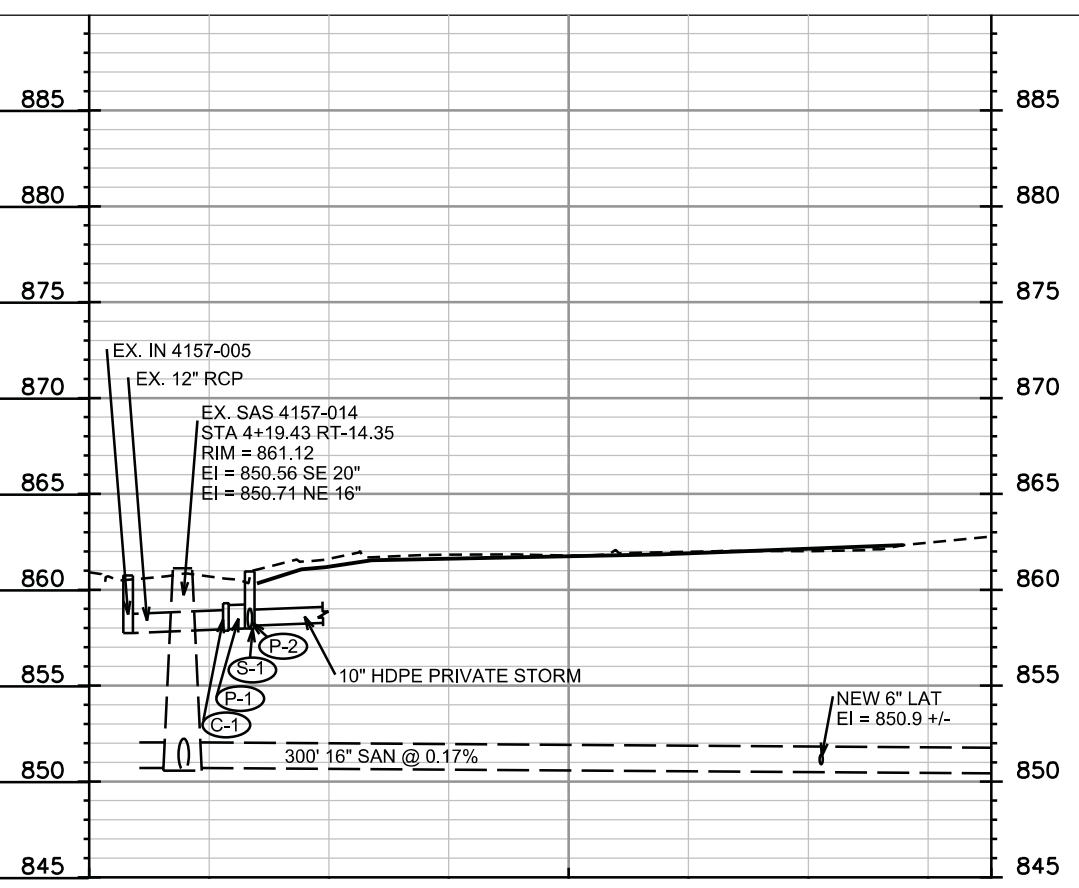 885 885
880 880
875 875
EX. IN 4157-005
EX. 12" RCP
870 870
EX. SAS 4157-014
STA 4+19.43 RT-14.35
RIM = 861.12
EI = 850.56 SE 20"
EI = 850.71 NE 16"
865 865
860 860
P-2
S-1
10" HDPE PRIVATE STORM
855 855
P-1
C-1
NEW 6" LAT
EI = 850.9 +/-
300' 16" SAN @ 0.17%
850 850
845 845